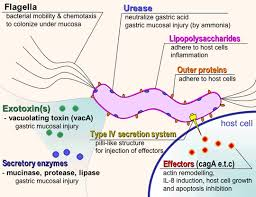 Flagella
bacterial mobility & chemotaxis
to colonize under mucosa
Urease
neutralize gastric acid
gastric mucosal injury (by ammonia)
Lipopolysaccharides
adhere to host cells
inflammation
Outer proteins
adhere to host cells
Exotoxin(s)
- vacuolating toxin (vacA)
gastric mucosal injury
Type IV secretion system
pilli-like structure
for injection of effectors
Secretory enzymes
- mucinase, protease, lipase
gastric mucosal injury
host cell
Effectors (cagA e.t.c)
actin remodelling,
IL-8 induction, host cell growth
and apoptosis inhibition